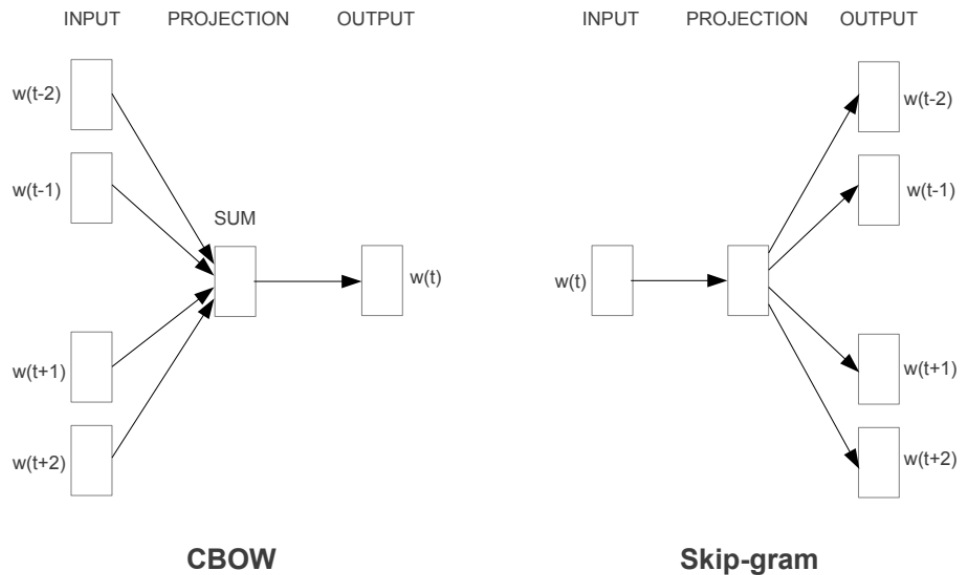 INPUT PROJECTION OUTPUT
w(t-2)
w(t-1)
SUM
w(t)
w(t+1)
w(t+2)
CBOW
INPUT PROJECTION OUTPUT
w(t-2)
w(t-1)
w(t)
w(t+1)
w(t+2)
Skip-gram